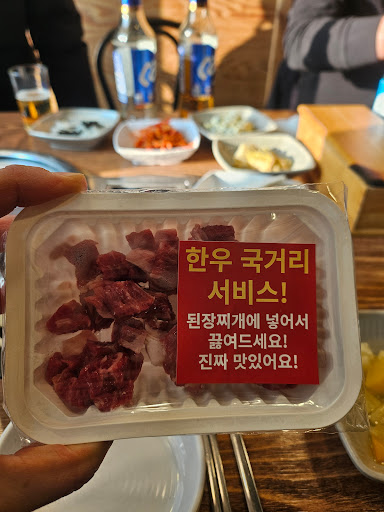 한우 국거리
서비스!
된장찌개에 넣어서
끓여드세요!
진짜 맛있어요!